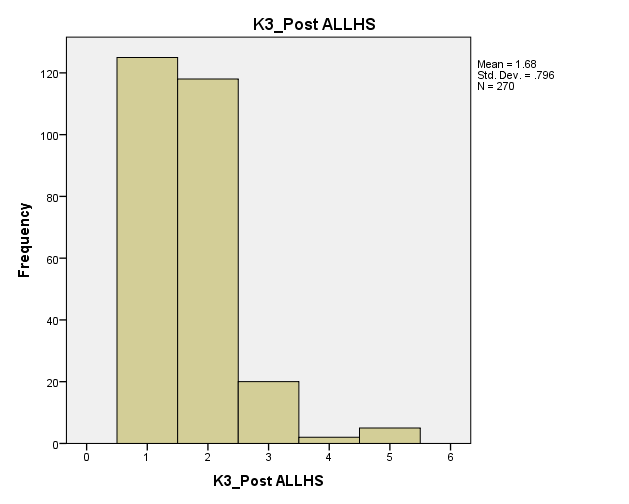 K3_Post ALLHS
Mean = 1.68
Std. Dev. = .796
N = 270
120
100
80
60
40
20
0
Frequency
0 1 2 3 4 5 6
K3_Post ALLHS